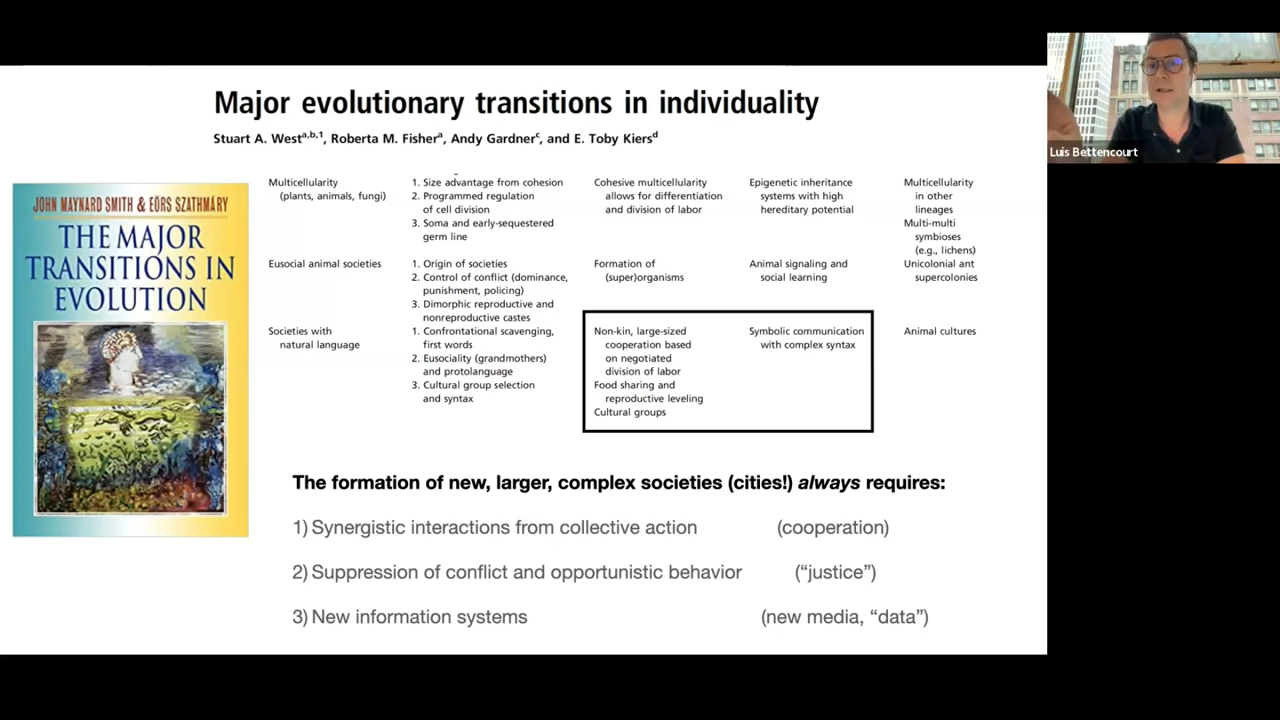 Major evolutionary transitions in individuality
Stuart A. West^a,b,1, Roberta M. Fisher^a, Andy Gardner^c, and E. Toby Kiers^d
JOHN MAYNARD SMITH & EÖRS SZATHMÁRY
THE MAJOR
TRANSITIONS IN
EVOLUTION
Multicellularity
(plants, animals, fungi)
1. Size advantage from cohesion
2. Programmed regulation
of cell division
3. Soma and early-sequestered
germ line
Cohesive multicellularity
allows for differentiation
and division of labor
Epigenetic inheritance
systems with high
hereditary potential
Multicellularity
in other
lineages
Multi-multi
symbioses
(e.g., lichens)
Eusocial animal societies
1. Origin of societies
2. Control of conflict (dominance,
punishment, policing)
3. Dimorphic reproductive and
nonreproductive castes
Formation of
(super)organisms
Animal signaling and
social learning
Unicolonial ant
supercolonies
Societies with
natural language
1. Confrontational scavenging,
first words
2. Eusociality (grandmothers)
and protolanguage
3. Cultural group selection
and syntax
Non-kin, large-sized
cooperation based
on negotiated
division of labor
Food sharing and
reproductive leveling
Cultural groups
Symbolic communication
with complex syntax
Animal cultures
The formation of new, larger, complex societies (cities!) always requires:
1) Synergistic interactions from collective action (cooperation)
2) Suppression of conflict and opportunistic behavior (“justice”)
3) New information systems (new media, “data”)
Luis Bettencourt